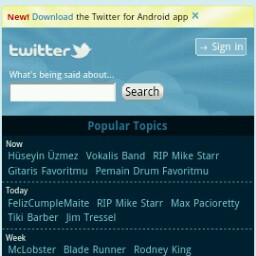 New! Download the Twitter for Android app ×
twitter
→ Sign in
What's being said about...
Search
Popular Topics
Now
Hüseyin Üzmez Vokalis Band RIP Mike Starr
Gitaris Favoritmu Pemain Drum Favoritmu
Today
FelizCumpleMaite RIP Mike Starr Max Pacioretty
Tiki Barber Jim Tressel
Week
McLobster Blade Runner Rodney King